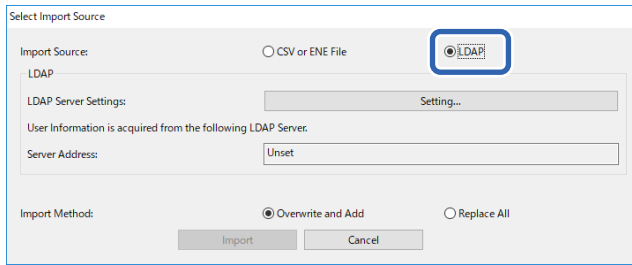 Select Import Source
Import Source: CSV or ENE File LDAP
LDAP
LDAP Server Settings: Setting...
User Information is acquired from the following LDAP Server.
Server Address: Unset
Import Method: Overwrite and Add Replace All
Import Cancel